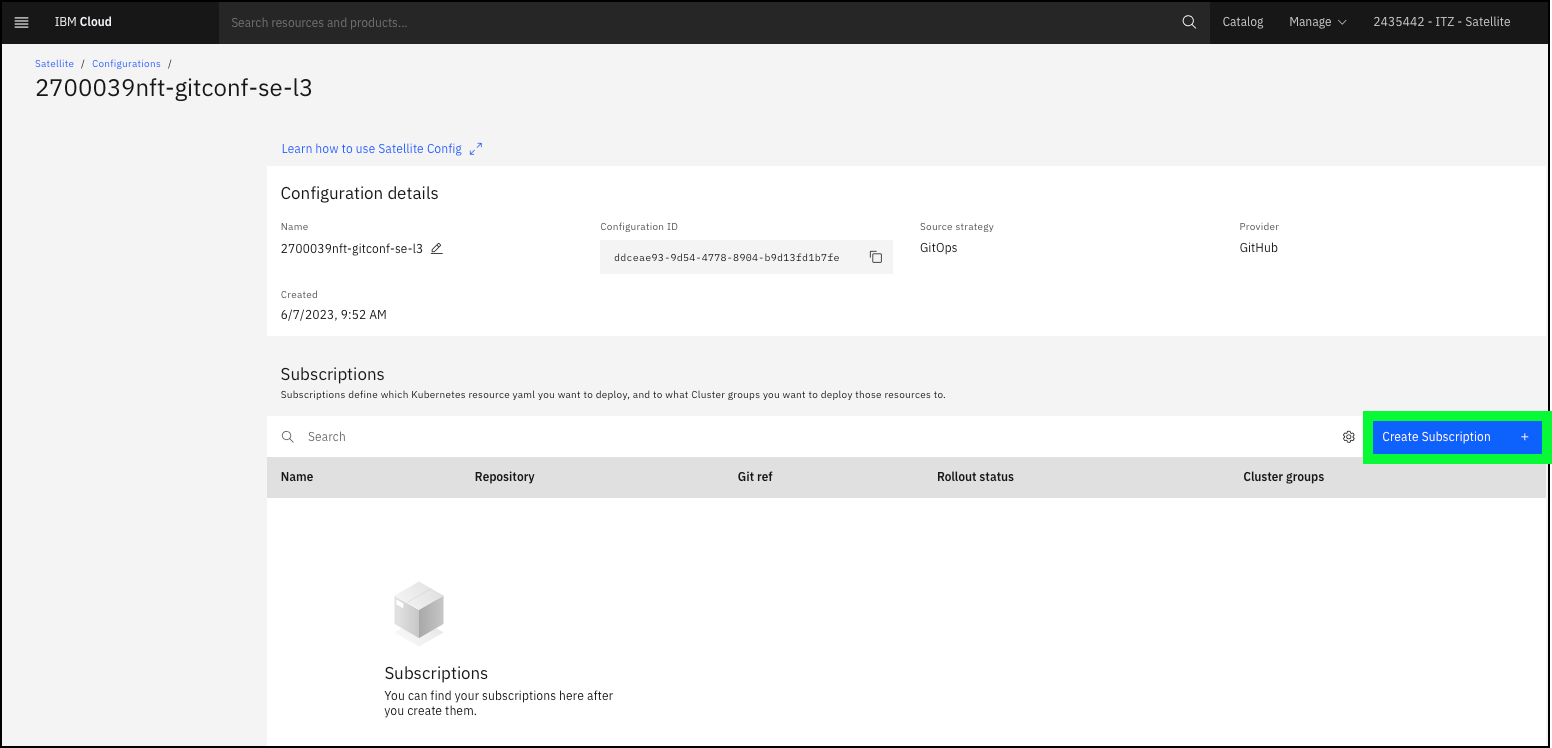 IBM Cloud
Search resources and products...
Catalog
Manage
2435442 - ITZ - Satellite
Satellite / Configurations /
2700039nft-gitconf-se-l3
Learn how to use Satellite Config
Configuration details
Name
Configuration ID
Source strategy
Provider
2700039nft-gitconf-se-l3
ddceae93-9d54-4778-8904-b9d13fd1b7fe
GitOps
GitHub
Created
6/7/2023, 9:52 AM
Subscriptions
Subscriptions define which Kubernetes resource yaml you want to deploy, and to what Cluster groups you want to deploy those resources to.
Search
Create Subscription +
Name
Repository
Git ref
Rollout status
Cluster groups
Subscriptions
You can find your subscriptions here after
you create them.